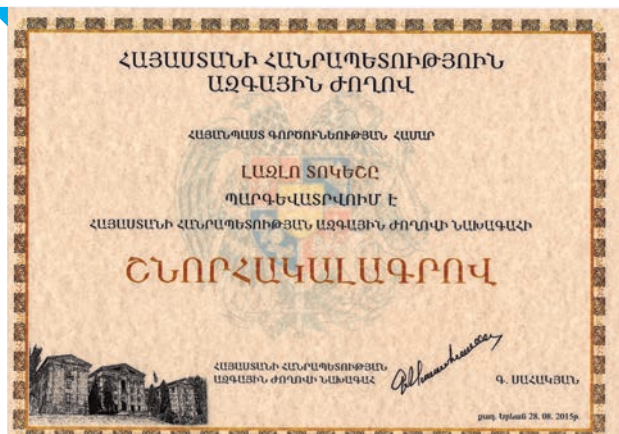 ՀԱՅԱՍՏԱՆԻ ՀԱՆՐԱՊԵՏՈՒԹՅՈՒՆ
ԱԶԳԱՅԻՆ ԺՈՂՈՎ
ՀԱՅԱՆՊԱՍՏ ԳՈՐԾՈՒՆԵՈՒԹՅԱՆ ՀԱՄԱՐ
ԼԱԶԼՈ ՏՈԿԵՇԸ
ՊԱՐԳԵՎԱՏՐՎՈՒՄ Է
ՀԱՅԱՍՏԱՆԻ ՀԱՆՐԱՊԵՏՈՒԹՅԱՆ ԱԶԳԱՅԻՆ ԺՈՂՈՎԻ ՆԱԽԱԳԱՀԻ
ՇՆՈՐՀԱԿԱԼԱԳՐՈՎ
ՀԱՅԱՍՏԱՆԻ ՀԱՆՐԱՊԵՏՈՒԹՅԱՆ
ԱԶԳԱՅԻՆ ԺՈՂՈՎԻ ՆԱԽԱԳԱՀ
Գ. ՍԱՀԱԿՅԱՆ
քաղ. Երևան 28. 08. 2015թ.